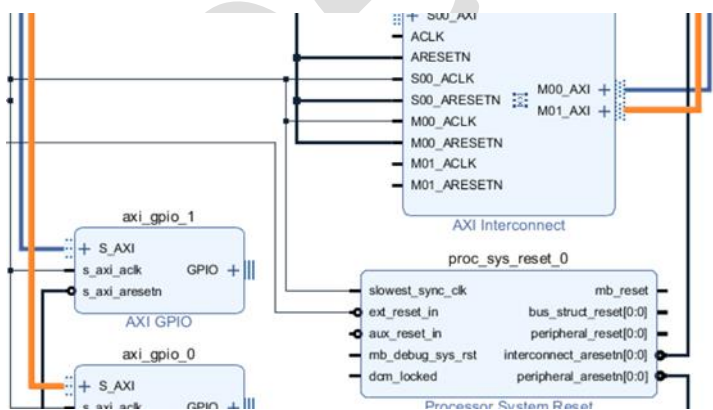 + S00_AXI
ACLK
ARESETN
S00_ACLK
S00_ARESETN
M00_ACLK
M00_ARESETN
M01_ACLK
M01_ARESETN
M00_AXI +
M01_AXI +
AXI Interconnect
axi_gpio_1
+ S_AXI
s_axi_aclk
s_axi_aresetn
GPIO +
AXI GPIO
axi_gpio_0
+ S_AXI
s_axi_aclk
GPIO +
proc_sys_reset_0
slowest_sync_clk
ext_reset_in
aux_reset_in
mb_debug_sys_rst
dcm_locked
mb_reset
bus_struct_reset[0:0]
peripheral_reset[0:0]
interconnect_aresetn[0:0]
peripheral_aresetn[0:0]
Processor System Reset